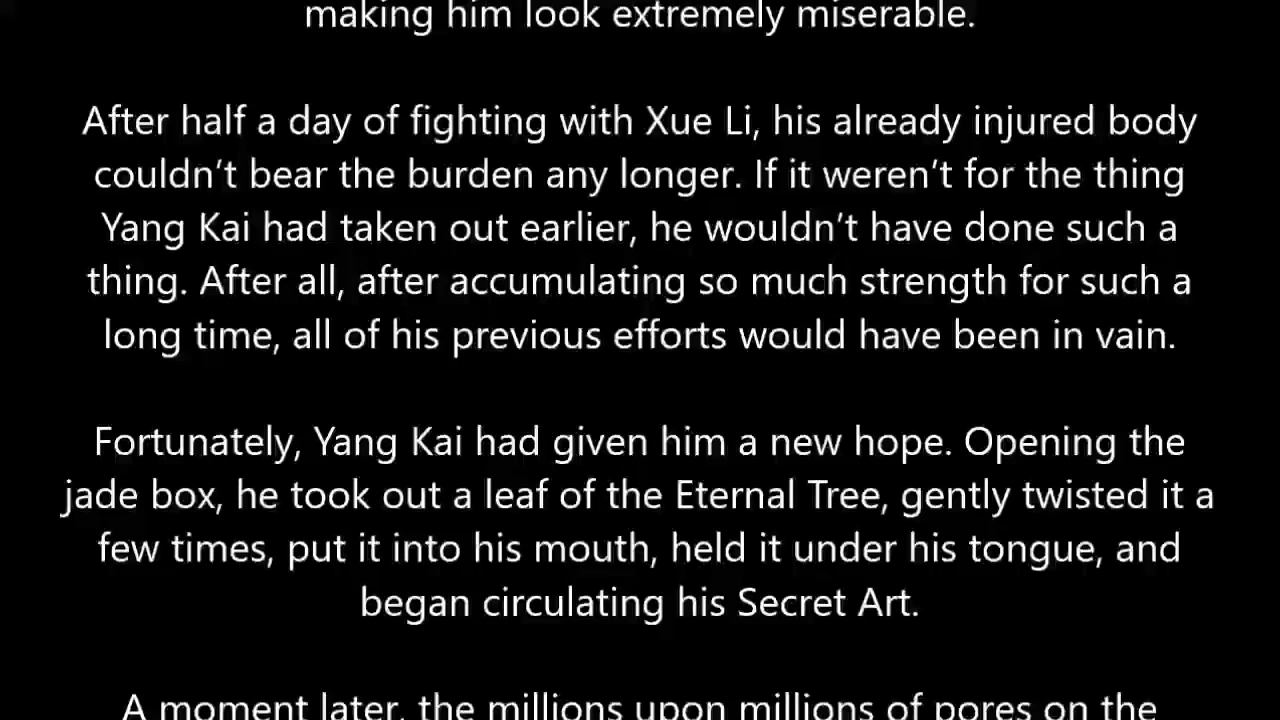 making him look extremely miserable.
After half a day of fighting with Xue Li, his already injured body
couldn’t bear the burden any longer. If it weren’t for the thing
Yang Kai had taken out earlier, he wouldn’t have done such a
thing. After all, after accumulating so much strength for such a
long time, all of his previous efforts would have been in vain.
Fortunately, Yang Kai had given him a new hope. Opening the
jade box, he took out a leaf of the Eternal Tree, gently twisted it a
few times, put it into his mouth, held it under his tongue, and
began circulating his Secret Art.
A moment later, the millions upon millions of pores on the